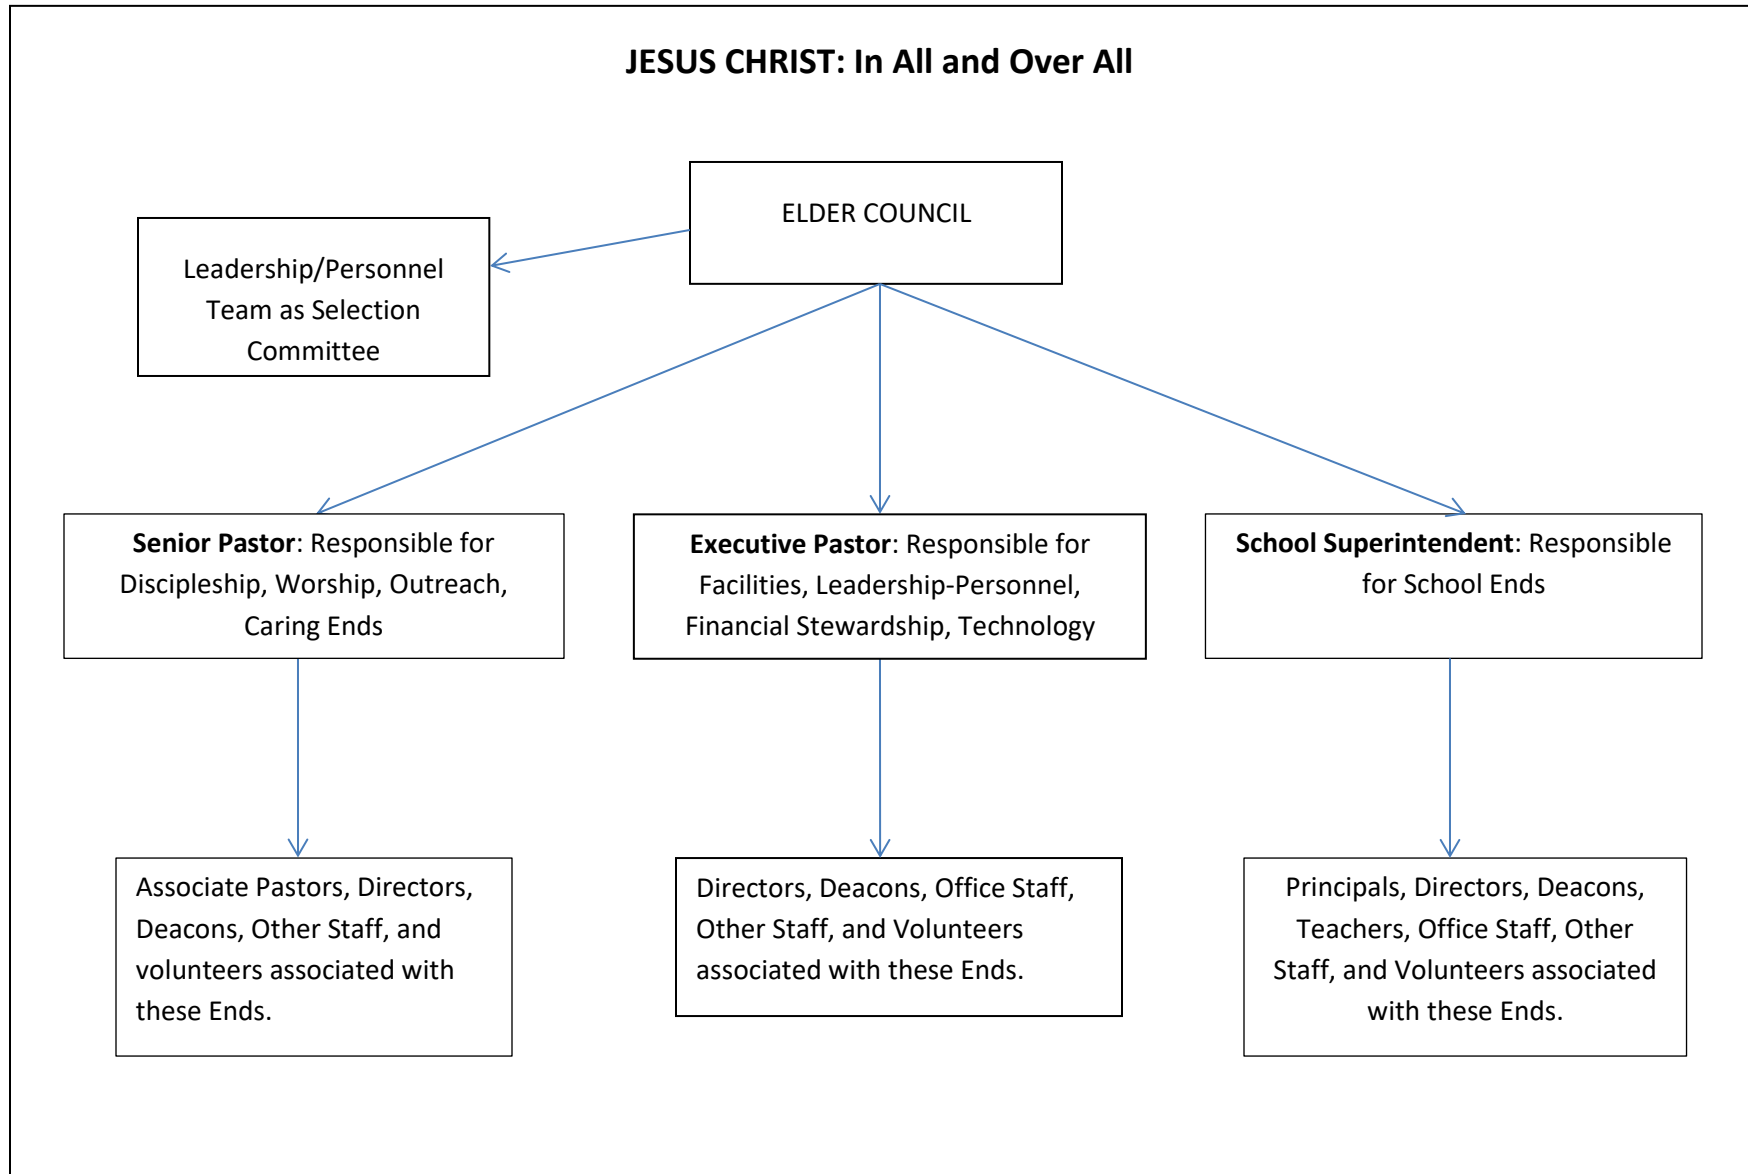 JESUS CHRIST: In All and Over All
ELDER COUNCIL
Leadership/Personnel
Team as Selection
Committee
Senior Pastor: Responsible for
Discipleship, Worship, Outreach,
Caring Ends
Executive Pastor: Responsible for
Facilities, Leadership-Personnel,
Financial Stewardship, Technology
School Superintendent: Responsible
for School Ends
Associate Pastors, Directors,
Deacons, Other Staff, and
volunteers associated with
these Ends.
Directors, Deacons, Office Staff,
Other Staff, and Volunteers
associated with these Ends.
Principals, Directors, Deacons,
Teachers, Office Staff, Other
Staff, and Volunteers associated
with these Ends.